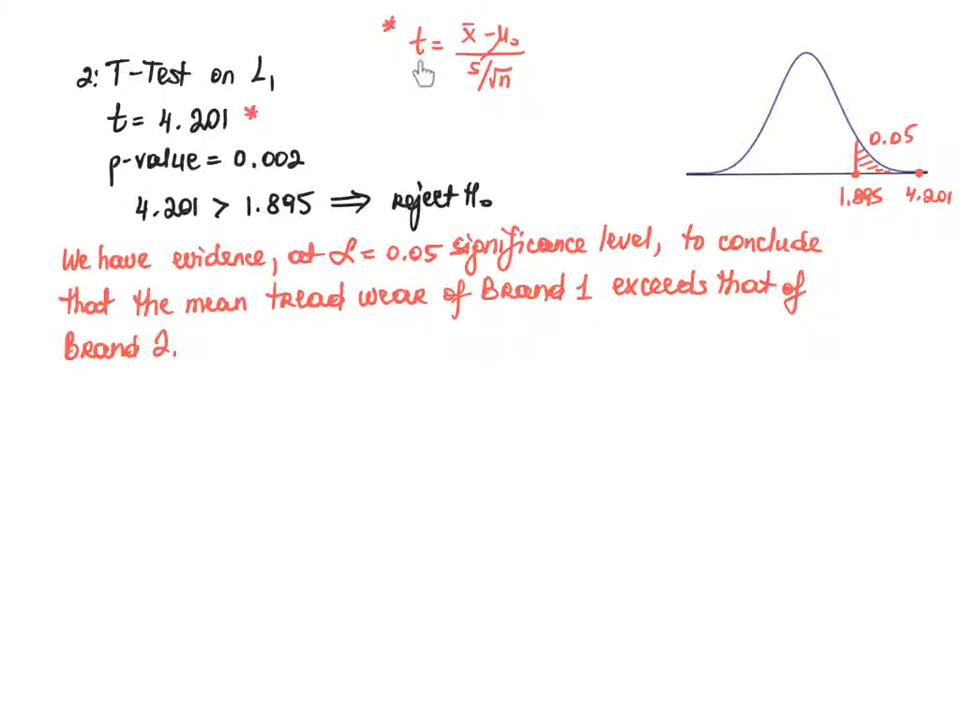 * t = x̄ - μ₀ / s/√n
2: T-Test on L₁
t = 4.201 *
p-value = 0.002
4.201 > 1.895 ⟹ reject H₀
0.05
1.895 4.201
We have evidence, at α = 0.05 significance level, to conclude
that the mean tread wear of Brand 1 exceeds that of
Brand 2.